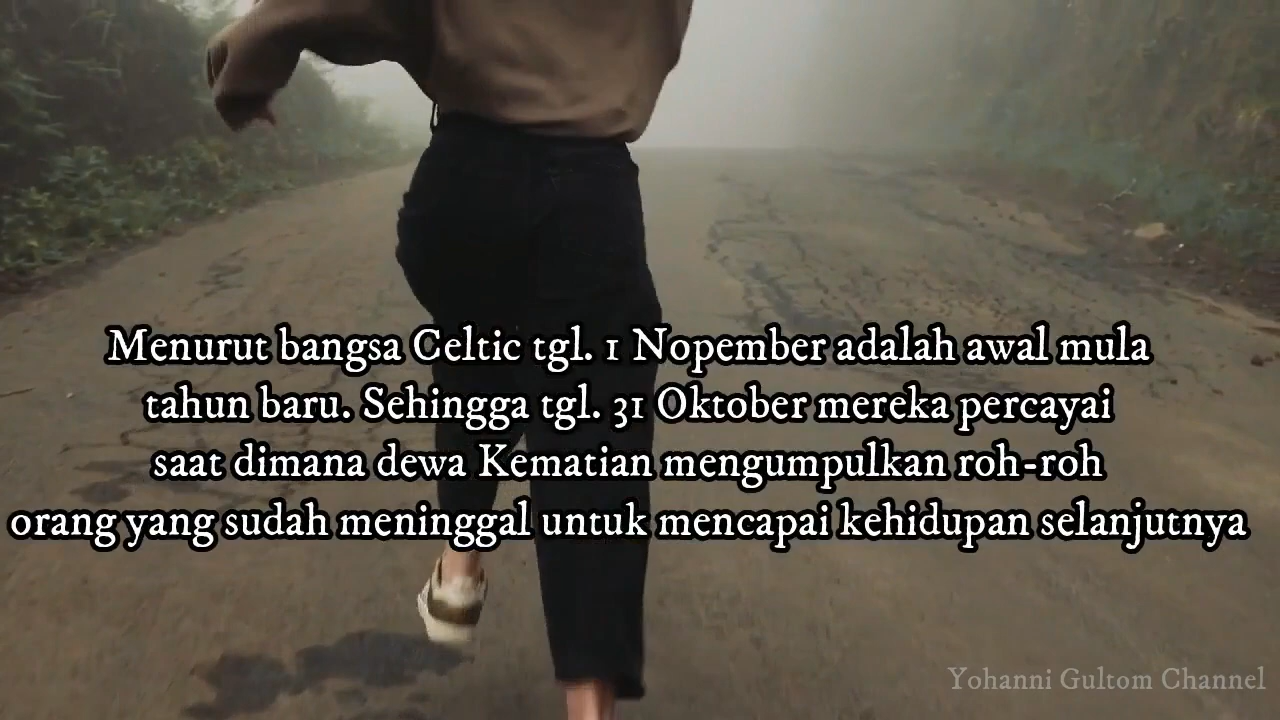 Menurut bangsa Celtic tgl. 1 Nopember adalah awal mula
tahun baru. Sehingga tgl. 31 Oktober mereka percayai
saat dimana dewa Kematian mengumpulkan roh-roh
orang yang sudah meninggal untuk mencapai kehidupan selanjutnya
Yohanni Gultom Channel